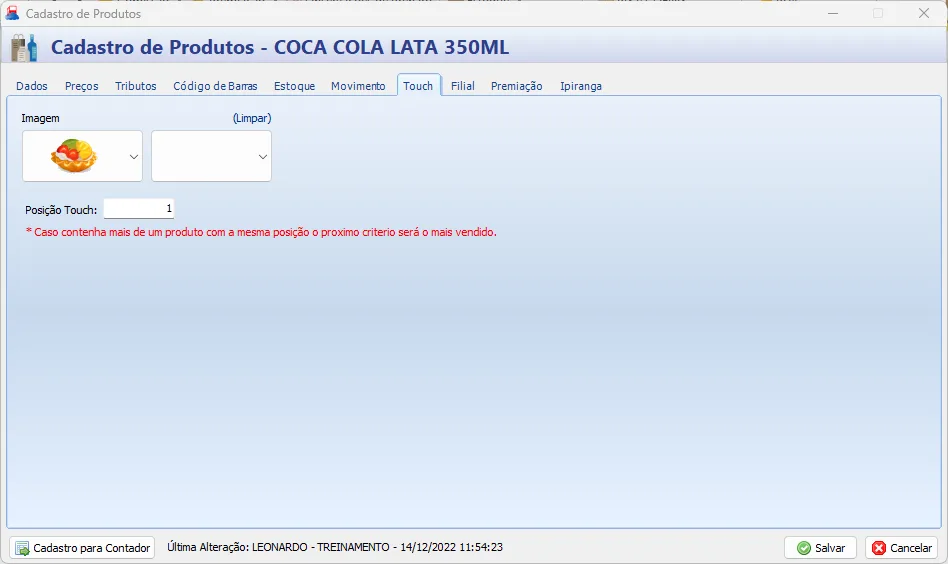 Cadastro de Produtos
Cadastro de Produtos - COCA COLA LATA 350ML
Dados Preços Tributos Código de Barras Estoque Movimento Touch Filial Premiação Ipiranga
Imagem (Limpar)
Posição Touch: 1
* Caso contenha mais de um produto com a mesma posição o proximo criterio será o mais vendido.
Cadastro para Contador Última Alteração: LEONARDO - TREINAMENTO - 14/12/2022 11:54:23 Salvar Cancelar